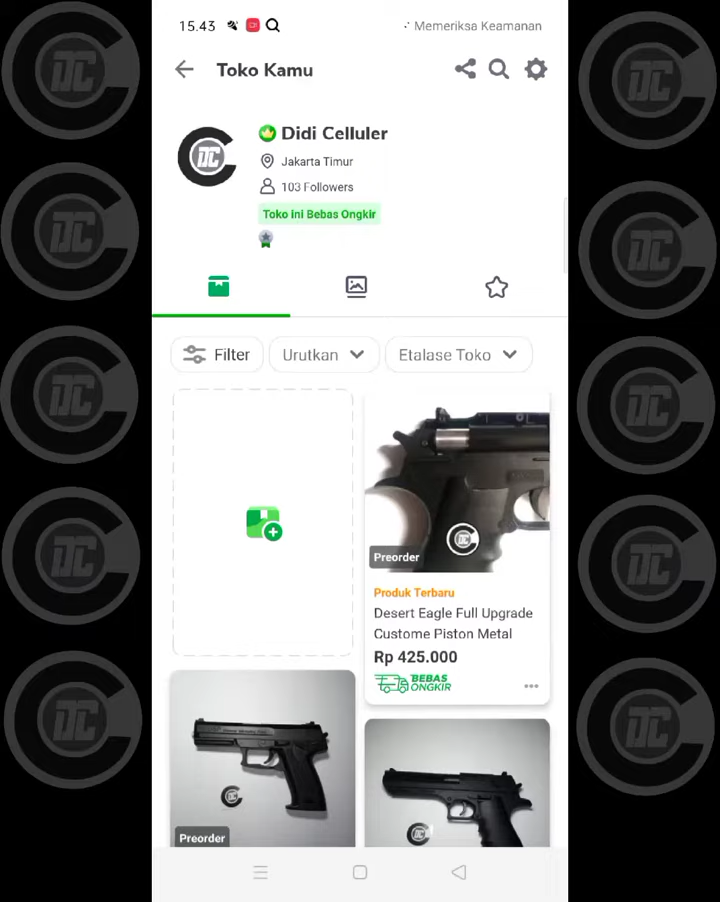 15.43
Memeriksa Keamanan
Toko Kamu
Didi Celluler
Jakarta Timur
103 Followers
Toko ini Bebas Ongkir
Filter
Urutkan
Etalase Toko
Preorder
Produk Terbaru
Desert Eagle Full Upgrade
Custome Piston Metal
Rp 425.000
BEBAS
ONGKIR
Preorder